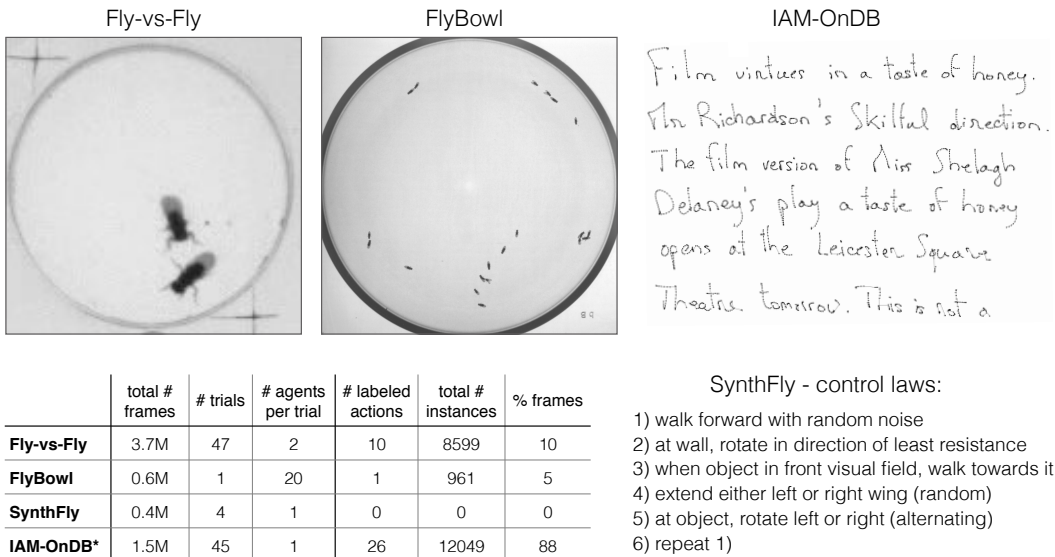 Fly-vs-Fly
FlyBowl
IAM-OnDB
Film virtues in a taste of honey.
Mr Richardson's Skilful direction.
The film version of Miss Shelagh
Delaney's play a taste of honey
opens at the Leicester Square
Theatre tomorrow. This is not a
total # frames | # trials | # agents per trial | # labeled actions | total # instances | % frames
Fly-vs-Fly 3.7M 47 2 10 8599 10
FlyBowl 0.6M 1 20 1 961 5
SynthFly 0.4M 4 1 0 0 0
IAM-OnDB* 1.5M 45 1 26 12049 88
SynthFly - control laws:
1) walk forward with random noise
2) at wall, rotate in direction of least resistance
3) when object in front visual field, walk towards it
4) extend either left or right wing (random)
5) at object, rotate left or right (alternating)
6) repeat 1)